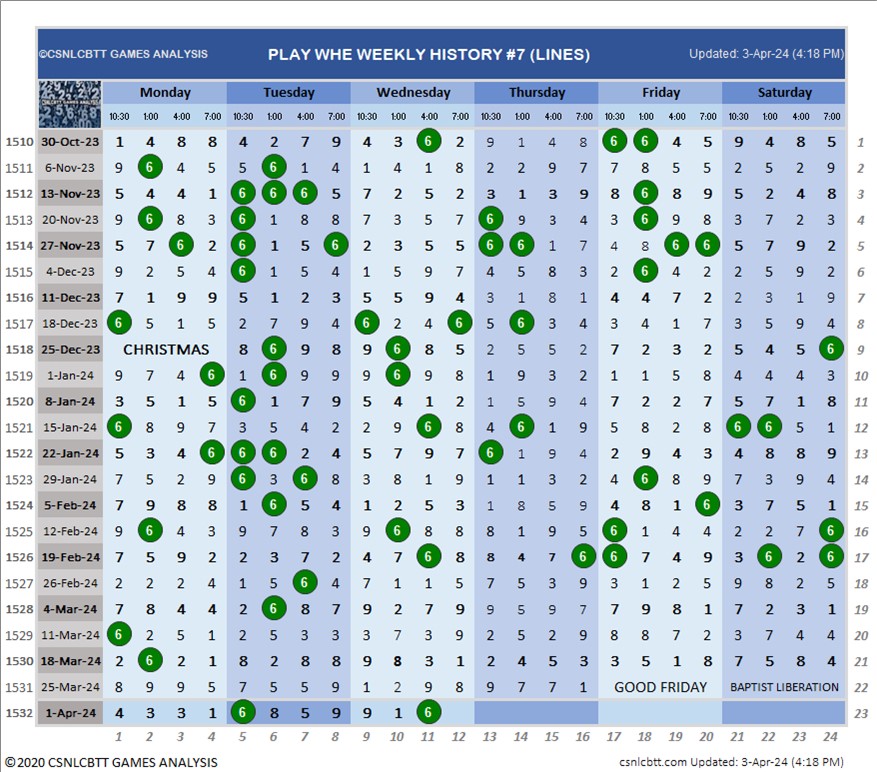 ©CSNLCBTT GAMES ANALYSIS PLAY WHE WEEKLY HISTORY #7 (LINES) Updated: 3-Apr-24 (4:18 PM)
CSNLCBTT GAMES ANALYSIS Monday Tuesday Wednesday Thursday Friday Saturday
10:30 1:00 4:00 7:00 10:30 1:00 4:00 7:00 10:30 1:00 4:00 7:00 10:30 1:00 4:00 7:00 10:30 1:00 4:00 7:00 10:30 1:00 4:00 7:00
1510 30-Oct-23 1 4 8 8 4 2 7 9 4 3 6 2 9 1 4 8 6 6 4 5 9 4 8 5 1
1511 6-Nov-23 9 6 4 5 5 6 1 4 1 4 1 8 2 2 9 7 7 8 5 5 2 5 2 9 2
1512 13-Nov-23 5 4 4 1 6 6 6 5 7 2 5 2 3 1 3 9 8 6 8 9 5 2 4 8 3
1513 20-Nov-23 9 6 8 3 6 1 8 8 7 3 5 7 6 9 3 4 3 6 9 8 3 7 2 3 4
1514 27-Nov-23 5 7 6 2 6 1 5 6 2 3 5 5 6 6 1 7 4 8 6 6 5 7 9 2 5
1515 4-Dec-23 9 2 5 4 6 1 5 4 1 5 9 7 4 5 8 3 2 6 4 2 2 5 9 2 6
1516 11-Dec-23 7 1 9 9 5 1 2 3 5 5 9 4 3 1 8 1 4 4 7 2 2 3 1 9 7
1517 18-Dec-23 6 5 1 5 2 7 9 4 6 2 4 6 5 6 3 4 3 4 1 7 3 5 9 4 8
1518 25-Dec-23 CHRISTMAS 8 6 9 8 9 6 8 5 2 5 5 2 7 2 3 2 5 4 5 6 9
1519 1-Jan-24 9 7 4 6 1 6 9 9 9 6 9 8 1 9 3 2 1 1 5 8 4 4 4 3 10
1520 8-Jan-24 3 5 1 5 6 1 7 9 5 4 1 2 1 5 9 4 7 2 2 7 5 7 1 8 11
1521 15-Jan-24 6 8 9 7 3 5 4 2 2 9 6 8 4 6 1 9 5 8 2 8 6 6 5 1 12
1522 22-Jan-24 5 3 4 6 6 6 2 4 5 7 9 7 6 1 9 4 2 9 4 3 4 8 8 9 13
1523 29-Jan-24 7 5 2 9 6 3 6 8 3 8 1 9 1 1 3 2 4 6 8 9 7 3 9 4 14
1524 5-Feb-24 7 9 8 8 1 6 5 4 1 2 5 3 1 8 5 9 4 8 1 6 3 7 5 1 15
1525 12-Feb-24 9 6 4 3 9 7 8 3 9 6 8 8 8 1 9 5 6 1 4 4 2 2 7 6 16
1526 19-Feb-24 7 5 9 2 2 3 7 2 4 7 6 8 8 4 7 6 6 7 4 9 3 6 2 6 17
1527 26-Feb-24 2 2 2 4 1 5 6 4 7 1 1 5 7 5 3 9 3 1 2 5 9 8 2 5 18
1528 4-Mar-24 7 8 4 4 2 6 8 7 9 2 7 9 9 5 9 7 7 9 8 1 7 2 3 1 19
1529 11-Mar-24 6 2 5 1 2 5 3 3 3 7 3 9 2 5 2 9 8 8 7 2 3 7 4 4 20
1530 18-Mar-24 2 6 2 1 8 2 8 8 9 8 3 1 2 4 5 3 3 5 1 8 7 5 8 4 21
1531 25-Mar-24 8 9 9 5 7 5 5 9 1 2 9 8 9 7 7 1 GOOD FRIDAY BAPTIST LIBERATION 22
1532 1-Apr-24 4 3 3 1 6 8 5 9 9 1 6 23
1 2 3 4 5 6 7 8 9 10 11 12 13 14 15 16 17 18 19 20 21 22 23 24
©2020 CSNLCBTT GAMES ANALYSIS csnlcbtt.com Updated: 3-Apr-24 (4:18 PM)